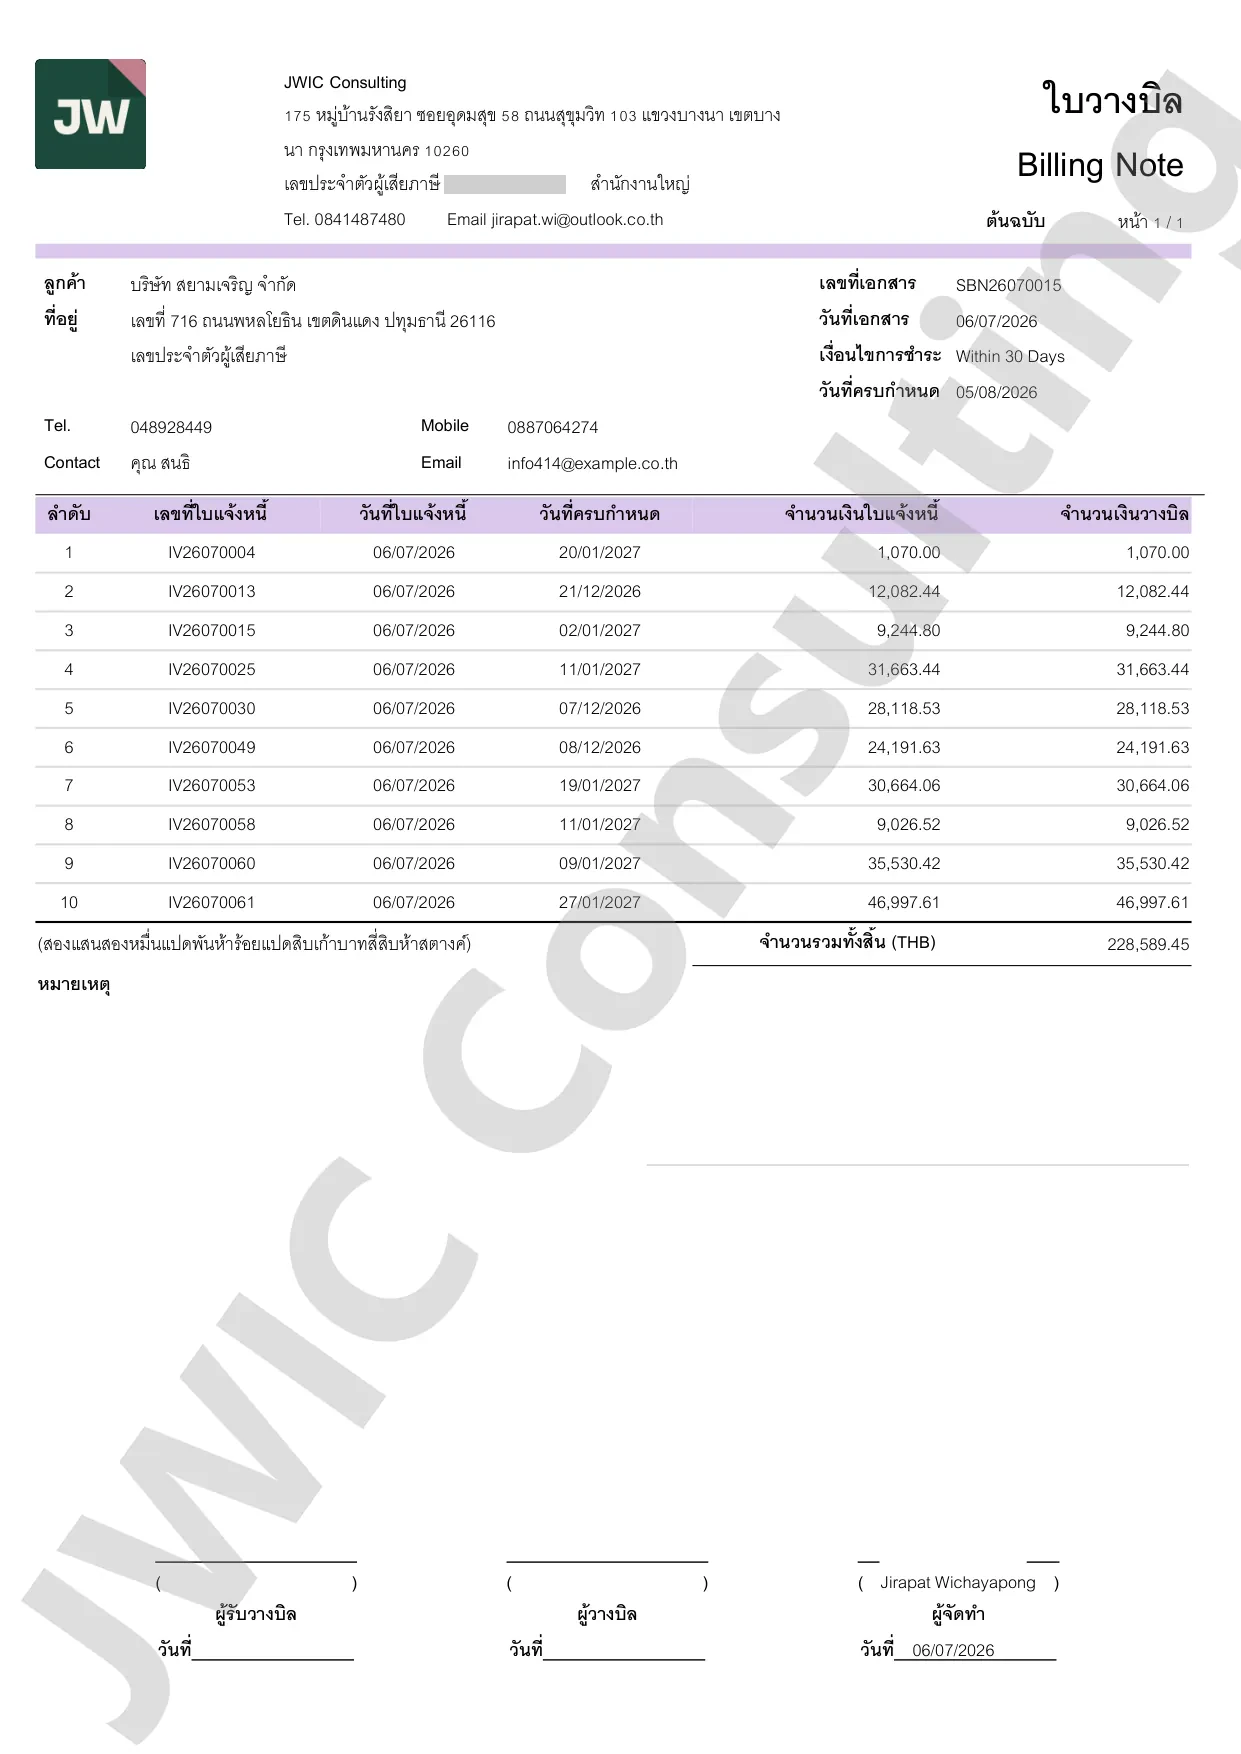 JW
JWIC Consulting
175 หมู่บ้านรังสิยา ซอยอุดมสุข 58 ถนนสุขุมวิท 103 แขวงบางนา เขตบาง
นา กรุงเทพมหานคร 10260
เลขประจำตัวผู้เสียภาษี สำนักงานใหญ่
Tel. 0841487480 Email jirapat.wi@outlook.co.th
ใบวางบิล
Billing Note
ต้นฉบับ หน้า 1 / 1
ลูกค้า บริษัท สยามเจริญ จำกัด
ที่อยู่ เลขที่ 716 ถนนพหลโยธิน เขตดินแดง ปทุมธานี 26116
เลขประจำตัวผู้เสียภาษี
เลขที่เอกสาร SBN26070015
วันที่เอกสาร 06/07/2026
เงื่อนไขการชำระ Within 30 Days
วันที่ครบกำหนด 05/08/2026
Tel. 048928449 Mobile 0887064274
Contact คุณ สนธิ Email info414@example.co.th
ลำดับ เลขที่ใบแจ้งหนี้ วันที่ใบแจ้งหนี้ วันที่ครบกำหนด จำนวนเงินใบแจ้งหนี้ จำนวนเงินวางบิล
1 IV26070004 06/07/2026 20/01/2027 1,070.00 1,070.00
2 IV26070013 06/07/2026 21/12/2026 12,082.44 12,082.44
3 IV26070015 06/07/2026 02/01/2027 9,244.80 9,244.80
4 IV26070025 06/07/2026 11/01/2027 31,663.44 31,663.44
5 IV26070030 06/07/2026 07/12/2026 28,118.53 28,118.53
6 IV26070049 06/07/2026 08/12/2026 24,191.63 24,191.63
7 IV26070053 06/07/2026 19/01/2027 30,664.06 30,664.06
8 IV26070058 06/07/2026 11/01/2027 9,026.52 9,026.52
9 IV26070060 06/07/2026 09/01/2027 35,530.42 35,530.42
10 IV26070061 06/07/2026 27/01/2027 46,997.61 46,997.61
(สองแสนสองหมื่นแปดพันห้าร้อยแปดสิบเก้าบาทสี่สิบห้าสตางค์) จำนวนรวมทั้งสิ้น (THB) 228,589.45
หมายเหตุ
JWIC Consulting
( ) ( ) ( Jirapat Wichayapong )
ผู้รับวางบิล ผู้วางบิล ผู้จัดทำ
วันที่ วันที่ วันที่ 06/07/2026